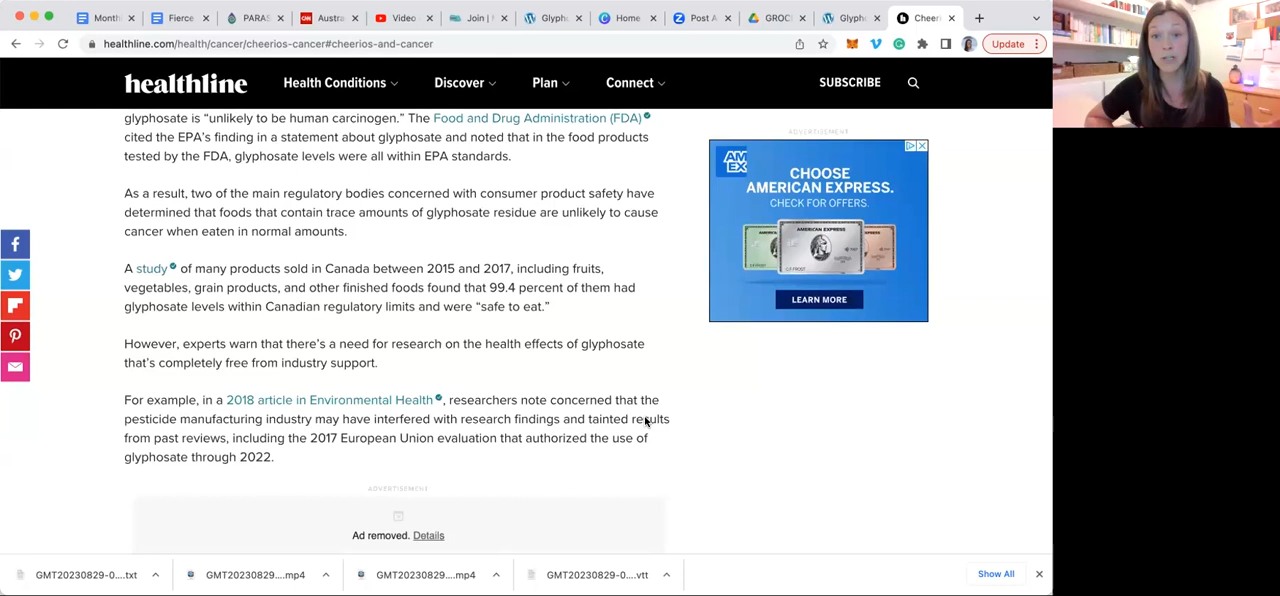 Month
Fierce
PARAS
CNN
Austra
Video
Join |
Glyph
Home
Post A
GROC
Glyph
Cheeri
healthline.com/health/cancer/cheerios-cancer#cheerios-and-cancer
Update
healthline
Health Conditions
Discover
Plan
Connect
SUBSCRIBE
glyphosate is “unlikely to be human carcinogen.” The Food and Drug Administration (FDA)
cited the EPA’s finding in a statement about glyphosate and noted that in the food products
tested by the FDA, glyphosate levels were all within EPA standards.
As a result, two of the main regulatory bodies concerned with consumer product safety have
determined that foods that contain trace amounts of glyphosate residue are unlikely to cause
cancer when eaten in normal amounts.
A study of many products sold in Canada between 2015 and 2017, including fruits,
vegetables, grain products, and other finished foods found that 99.4 percent of them had
glyphosate levels within Canadian regulatory limits and were “safe to eat.”
However, experts warn that there’s a need for research on the health effects of glyphosate
that’s completely free from industry support.
For example, in a 2018 article in Environmental Health, researchers note concerned that the
pesticide manufacturing industry may have interfered with research findings and tainted results
from past reviews, including the 2017 European Union evaluation that authorized the use of
glyphosate through 2022.
ADVERTISEMENT
Ad removed. Details
ADVERTISEMENT
AM
EX
CHOOSE
AMERICAN EXPRESS.
CHECK FOR OFFERS.
AMERICAN EXPRESS
LEARN MORE
GMT20230829-0....txt
GMT20230829....mp4
GMT20230829....mp4
GMT20230829-0....vtt
Show All